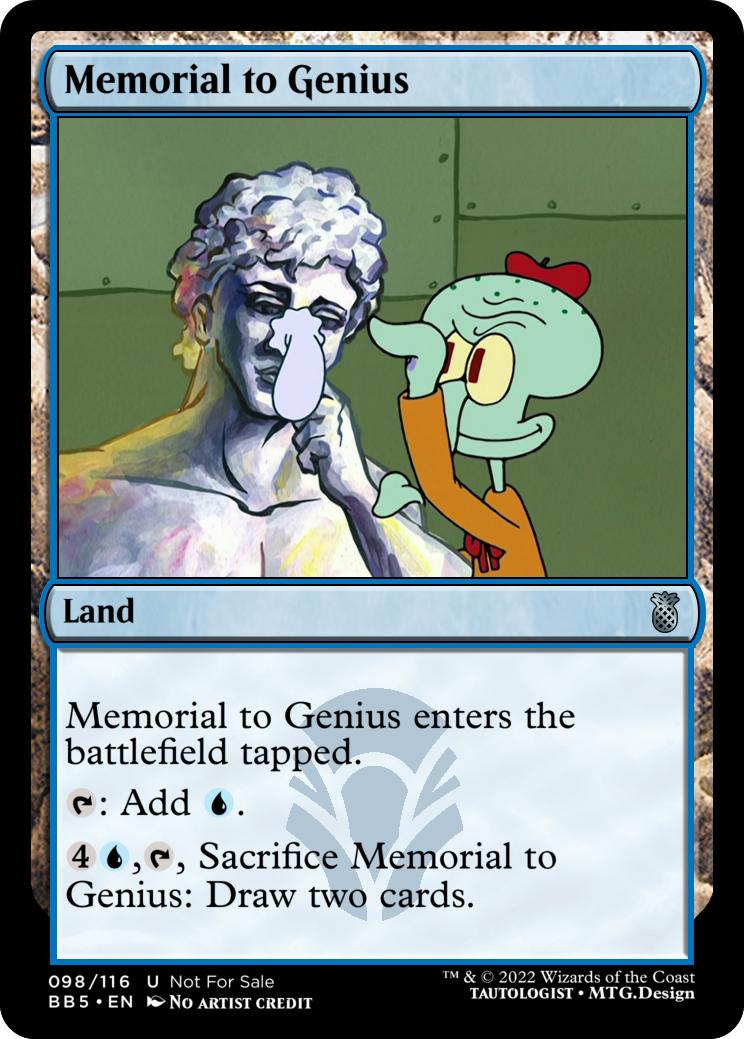 Memorial to Genius
Land
Memorial to Genius enters the
battlefield tapped.
: Add .
4 , , Sacrifice Memorial to
Genius: Draw two cards.
098/116 U Not For Sale
BB5 • EN No ARTIST CREDIT
™ & © 2022 Wizards of the Coast
TAUTOLOGIST • MTG.Design